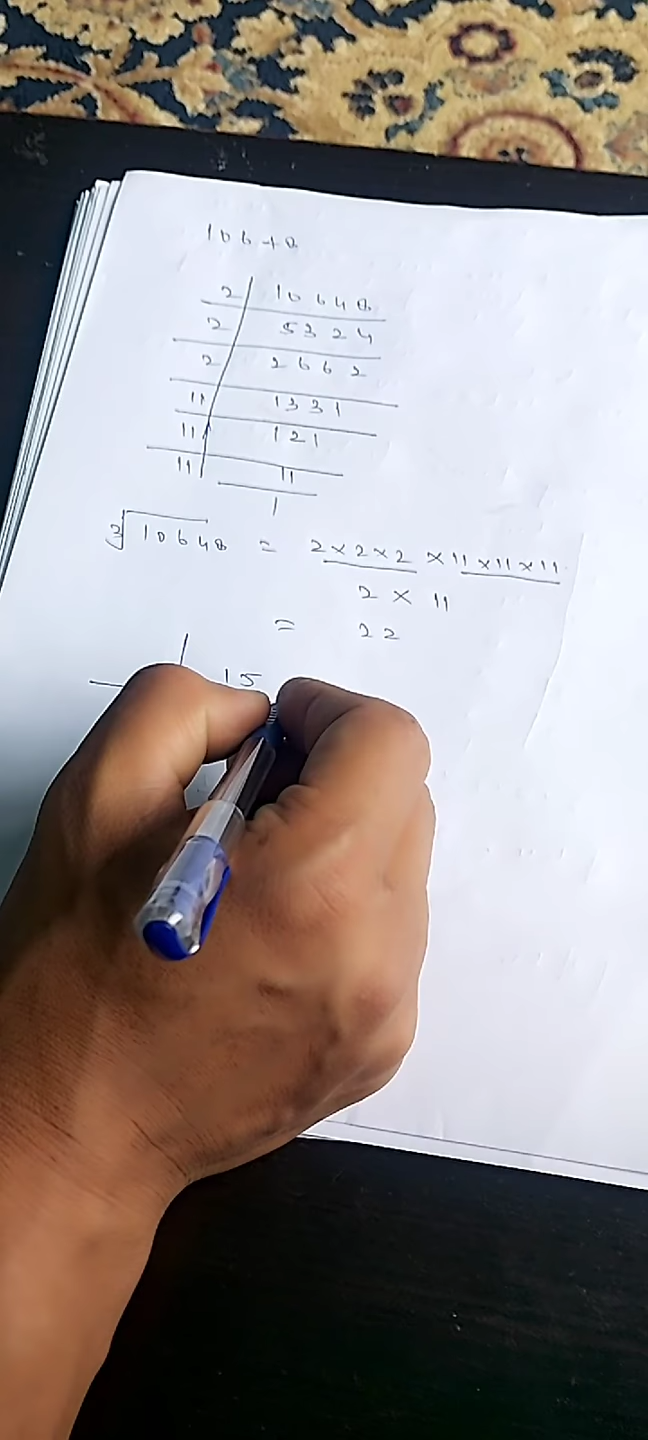 10648
2 | 10648
2 | 5324
2 | 2662
11 | 1331
11 | 121
11 | 11
1
∛10648 = 2×2×2 × 11×11×11
2 × 11
= 22
15